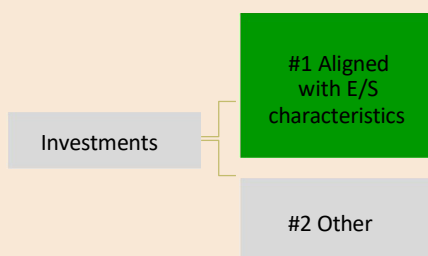 Investments
#1 Aligned
with E/S
characteristics
#2 Other